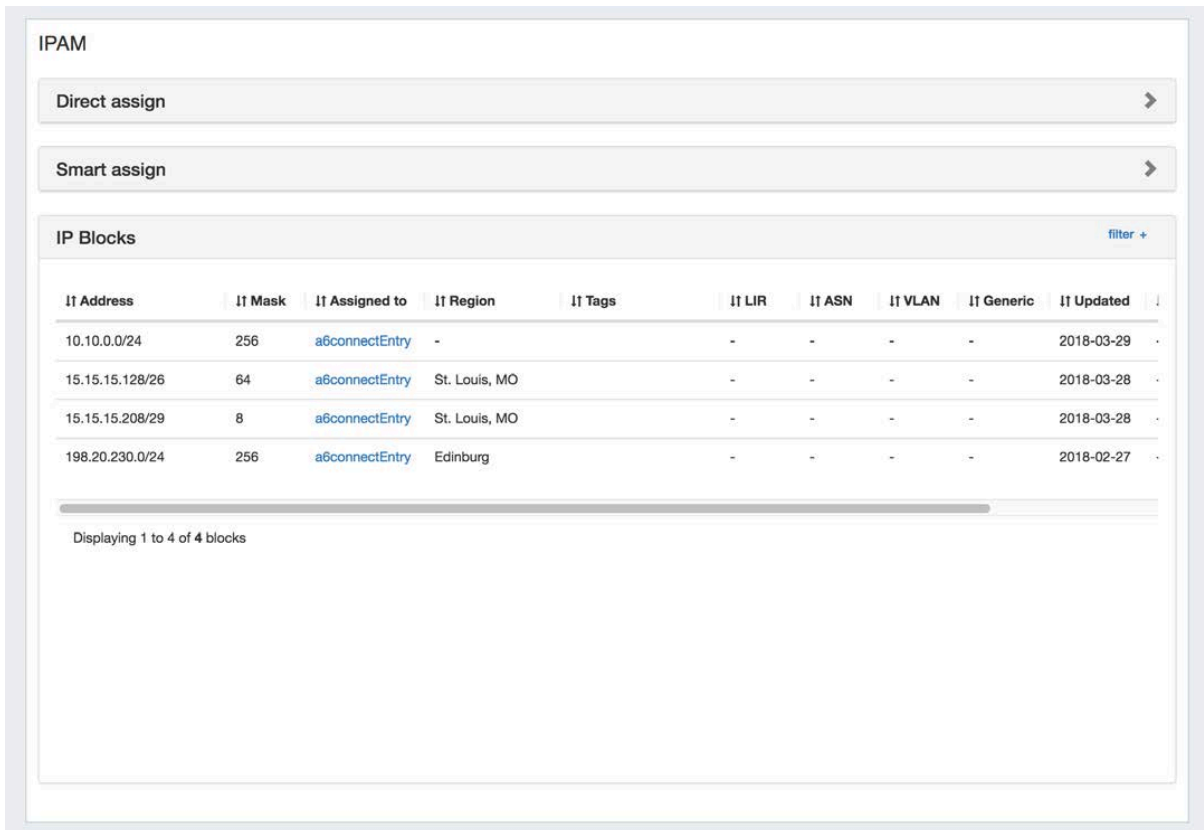 IPAM
Direct assign
Smart assign
IP Blocks filter +
Address Mask Assigned to Region Tags LIR ASN VLAN Generic Updated
10.10.0.0/24 256 a6connectEntry - - - - - 2018-03-29
15.15.15.128/26 64 a6connectEntry St. Louis, MO - - - - 2018-03-28
15.15.15.208/29 8 a6connectEntry St. Louis, MO - - - - 2018-03-28
198.20.230.0/24 256 a6connectEntry Edinburg - - - - 2018-02-27
Displaying 1 to 4 of 4 blocks